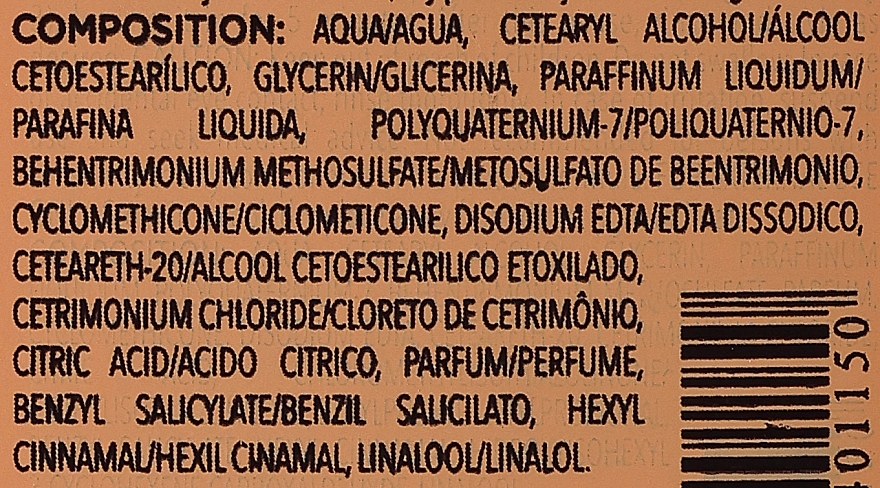 COMPOSITION: AQUA/AGUA, CETEARYL ALCOHOL/ÁLCOOL
CETOESTEARÍLICO, GLYCERIN/GLICERINA, PARAFFINUM LIQUIDUM/
PARAFINA LIQUIDA, POLYQUATERNIUM-7/POLIQUATERNIO-7,
BEHENTRIMONIUM METHOSULFATE/METOSULFATO DE BEENTRIMONIO,
CYCLOMETHICONE/CICLOMETICONE, DISODIUM EDTA/EDTA DISSODICO,
CETEARETH-20/ALCOOL CETOESTEARILICO ETOXILADO,
CETRIMONIUM CHLORIDE/CLORETO DE CETRIMÔNIO,
CITRIC ACID/ACIDO CITRICO, PARFUM/PERFUME,
BENZYL SALICYLATE/BENZIL SALICILATO, HEXYL
CINNAMAL/HEXIL CINAMAL, LINALOOL/LINALOL.
401150